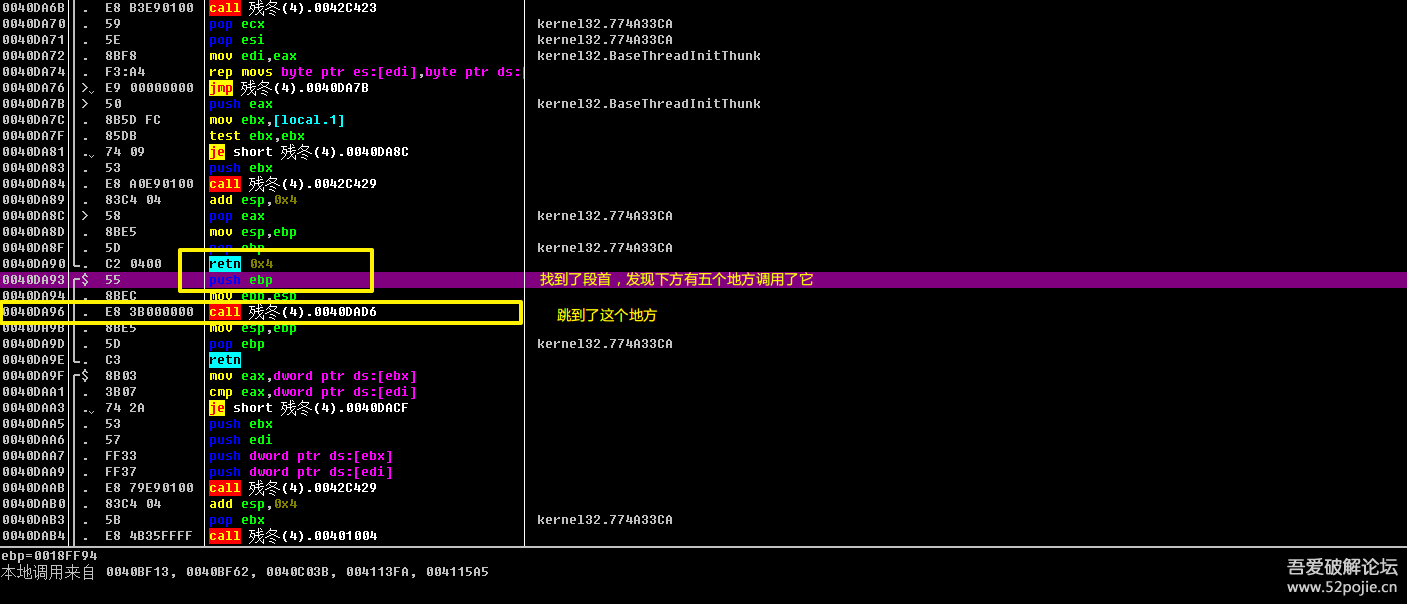 0040DA6B . E8 B3E90100 call 残冬(4).0042C423
0040DA70 . 59 pop ecx kernel32.774A33CA
0040DA71 . 5E pop esi kernel32.774A33CA
0040DA72 . 8BF8 mov edi,eax kernel32.BaseThreadInitThunk
0040DA74 . F3:A4 rep movs byte ptr es:[edi],byte ptr ds:[
0040DA76 >⌄ E9 00000000 jmp 残冬(4).0040DA7B
0040DA7B > 50 push eax kernel32.BaseThreadInitThunk
0040DA7C . 8B5D FC mov ebx,[local.1]
0040DA7F . 85DB test ebx,ebx
0040DA81 .⌄ 74 09 je short 残冬(4).0040DA8C
0040DA83 . 53 push ebx
0040DA84 . E8 A0E90100 call 残冬(4).0042C429
0040DA89 . 83C4 04 add esp,0x4
0040DA8C > 58 pop eax kernel32.774A33CA
0040DA8D . 8BE5 mov esp,ebp
0040DA8F . 5D pop ebp kernel32.774A33CA
0040DA90 . C2 0400 retn 0x4
0040DA93 $ 55 push ebp 找到了段首，发现下方有五个地方调用了它
0040DA94 . 8BEC mov ebp,esp
0040DA96 . E8 3B000000 call 残冬(4).0040DAD6 跳到了这个地方
0040DA9B . 8BE5 mov esp,ebp
0040DA9D . 5D pop ebp kernel32.774A33CA
0040DA9E . C3 retn
0040DA9F $ 8B03 mov eax,dword ptr ds:[ebx]
0040DAA1 . 3B07 cmp eax,dword ptr ds:[edi]
0040DAA3 .⌄ 74 2A je short 残冬(4).0040DACF
0040DAA5 . 53 push ebx
0040DAA6 . 57 push edi
0040DAA7 . FF33 push dword ptr ds:[ebx]
0040DAA9 . FF37 push dword ptr ds:[edi]
0040DAAB . E8 79E90100 call 残冬(4).0042C429
0040DAB0 . 83C4 04 add esp,0x4
0040DAB3 . 5B pop ebx kernel32.774A33CA
0040DAB4 . E8 4B35FFFF call 残冬(4).00401004
ebp=0018FF94
本地调用来自 0040BF13, 0040BF62, 0040C03B, 004113FA, 004115A5
吾爱破解论坛
www.52pojie.cn